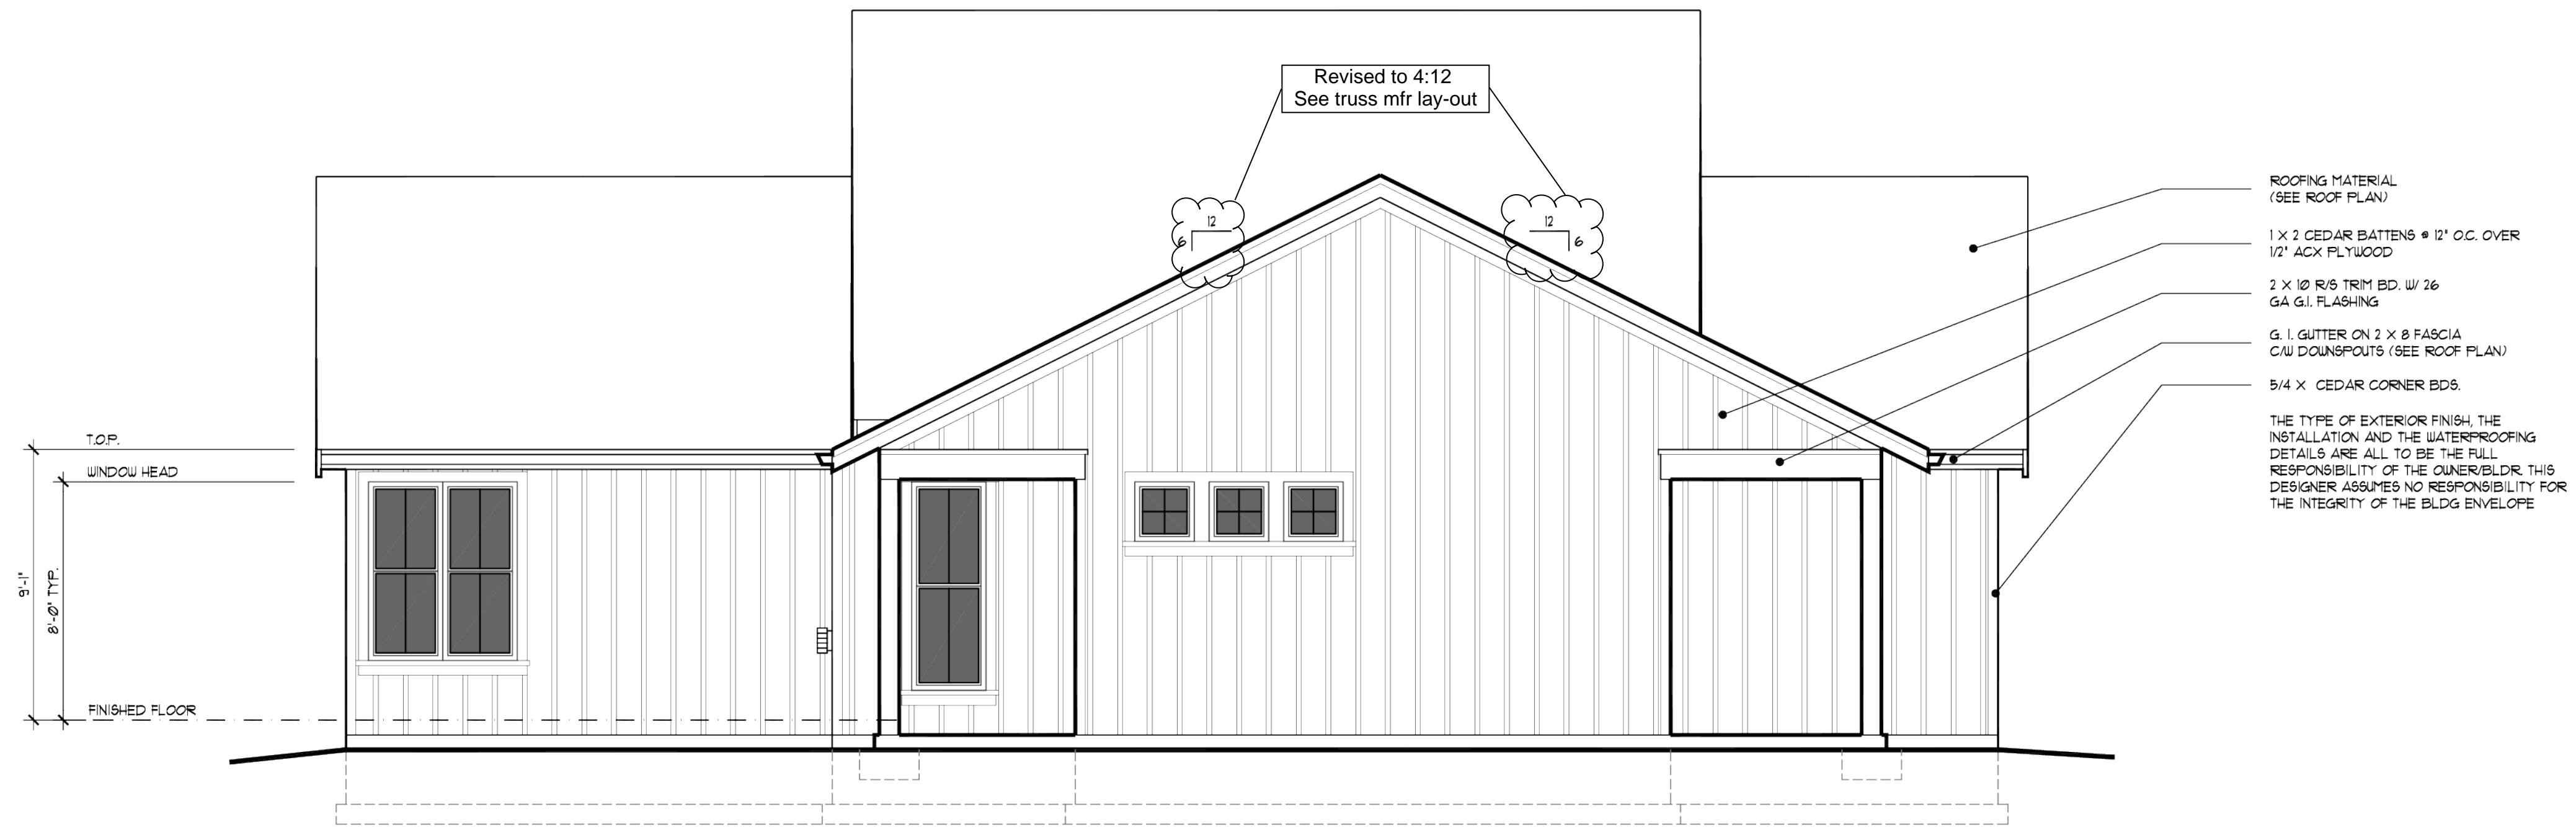 Revised to 4:12
See truss mfr lay-out
12
6
12
6
ROOFING MATERIAL
(SEE ROOF PLAN)
1 X 2 CEDAR BATTENS @ 12" O.C. OVER
1/2" ACX PLYWOOD
2 X 10 R/S TRIM BD. W/ 26
GA G.I. FLASHING
G. I. GUTTER ON 2 X 8 FASCIA
C/W DOWNSPOUTS (SEE ROOF PLAN)
5/4 X CEDAR CORNER BDS.
THE TYPE OF EXTERIOR FINISH, THE
INSTALLATION AND THE WATERPROOFING
DETAILS ARE ALL TO BE THE FULL
RESPONSIBILITY OF THE OWNER/BLDR. THIS
DESIGNER ASSUMES NO RESPONSIBILITY FOR
THE INTEGRITY OF THE BLDG ENVELOPE
T.O.P.
WINDOW HEAD
9'-1"
8'-0" TYP.
FINISHED FLOOR